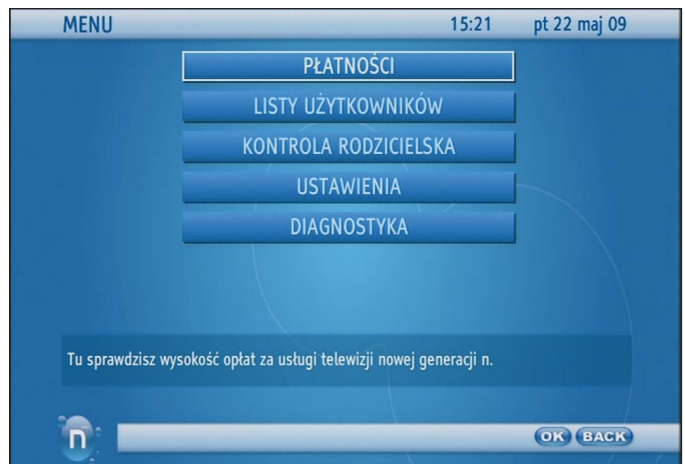 MENU 15:21 pt 22 maj 09
PŁATNOŚCI
LISTY UŻYTKOWNIKÓW
KONTROLA RODZICIELSKA
USTAWIENIA
DIAGNOSTYKA
Tu sprawdzisz wysokość opłat za usługi telewizji nowej generacji n.
n OK BACK